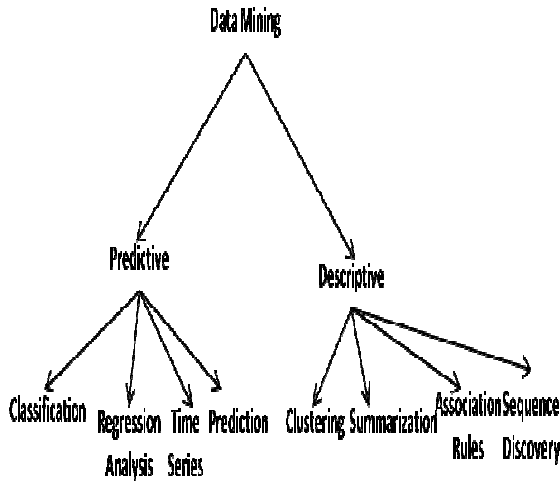 Data Mining
Predictive
Descriptive
Classification
Regression
Analysis
Time
Series
Prediction
Clustering
Summarization
Association
Rules
Sequence
Discovery